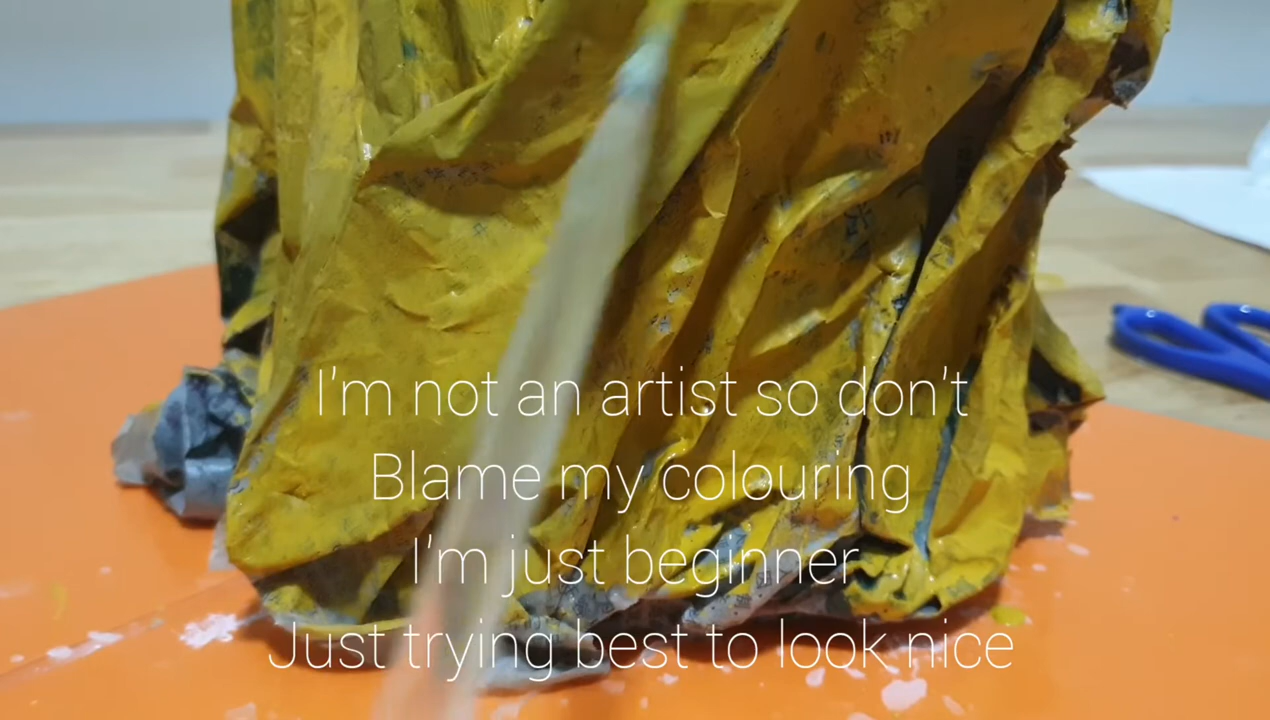 I'm not an artist so don't
Blame my colouring
I'm just beginner
Just trying best to look nice